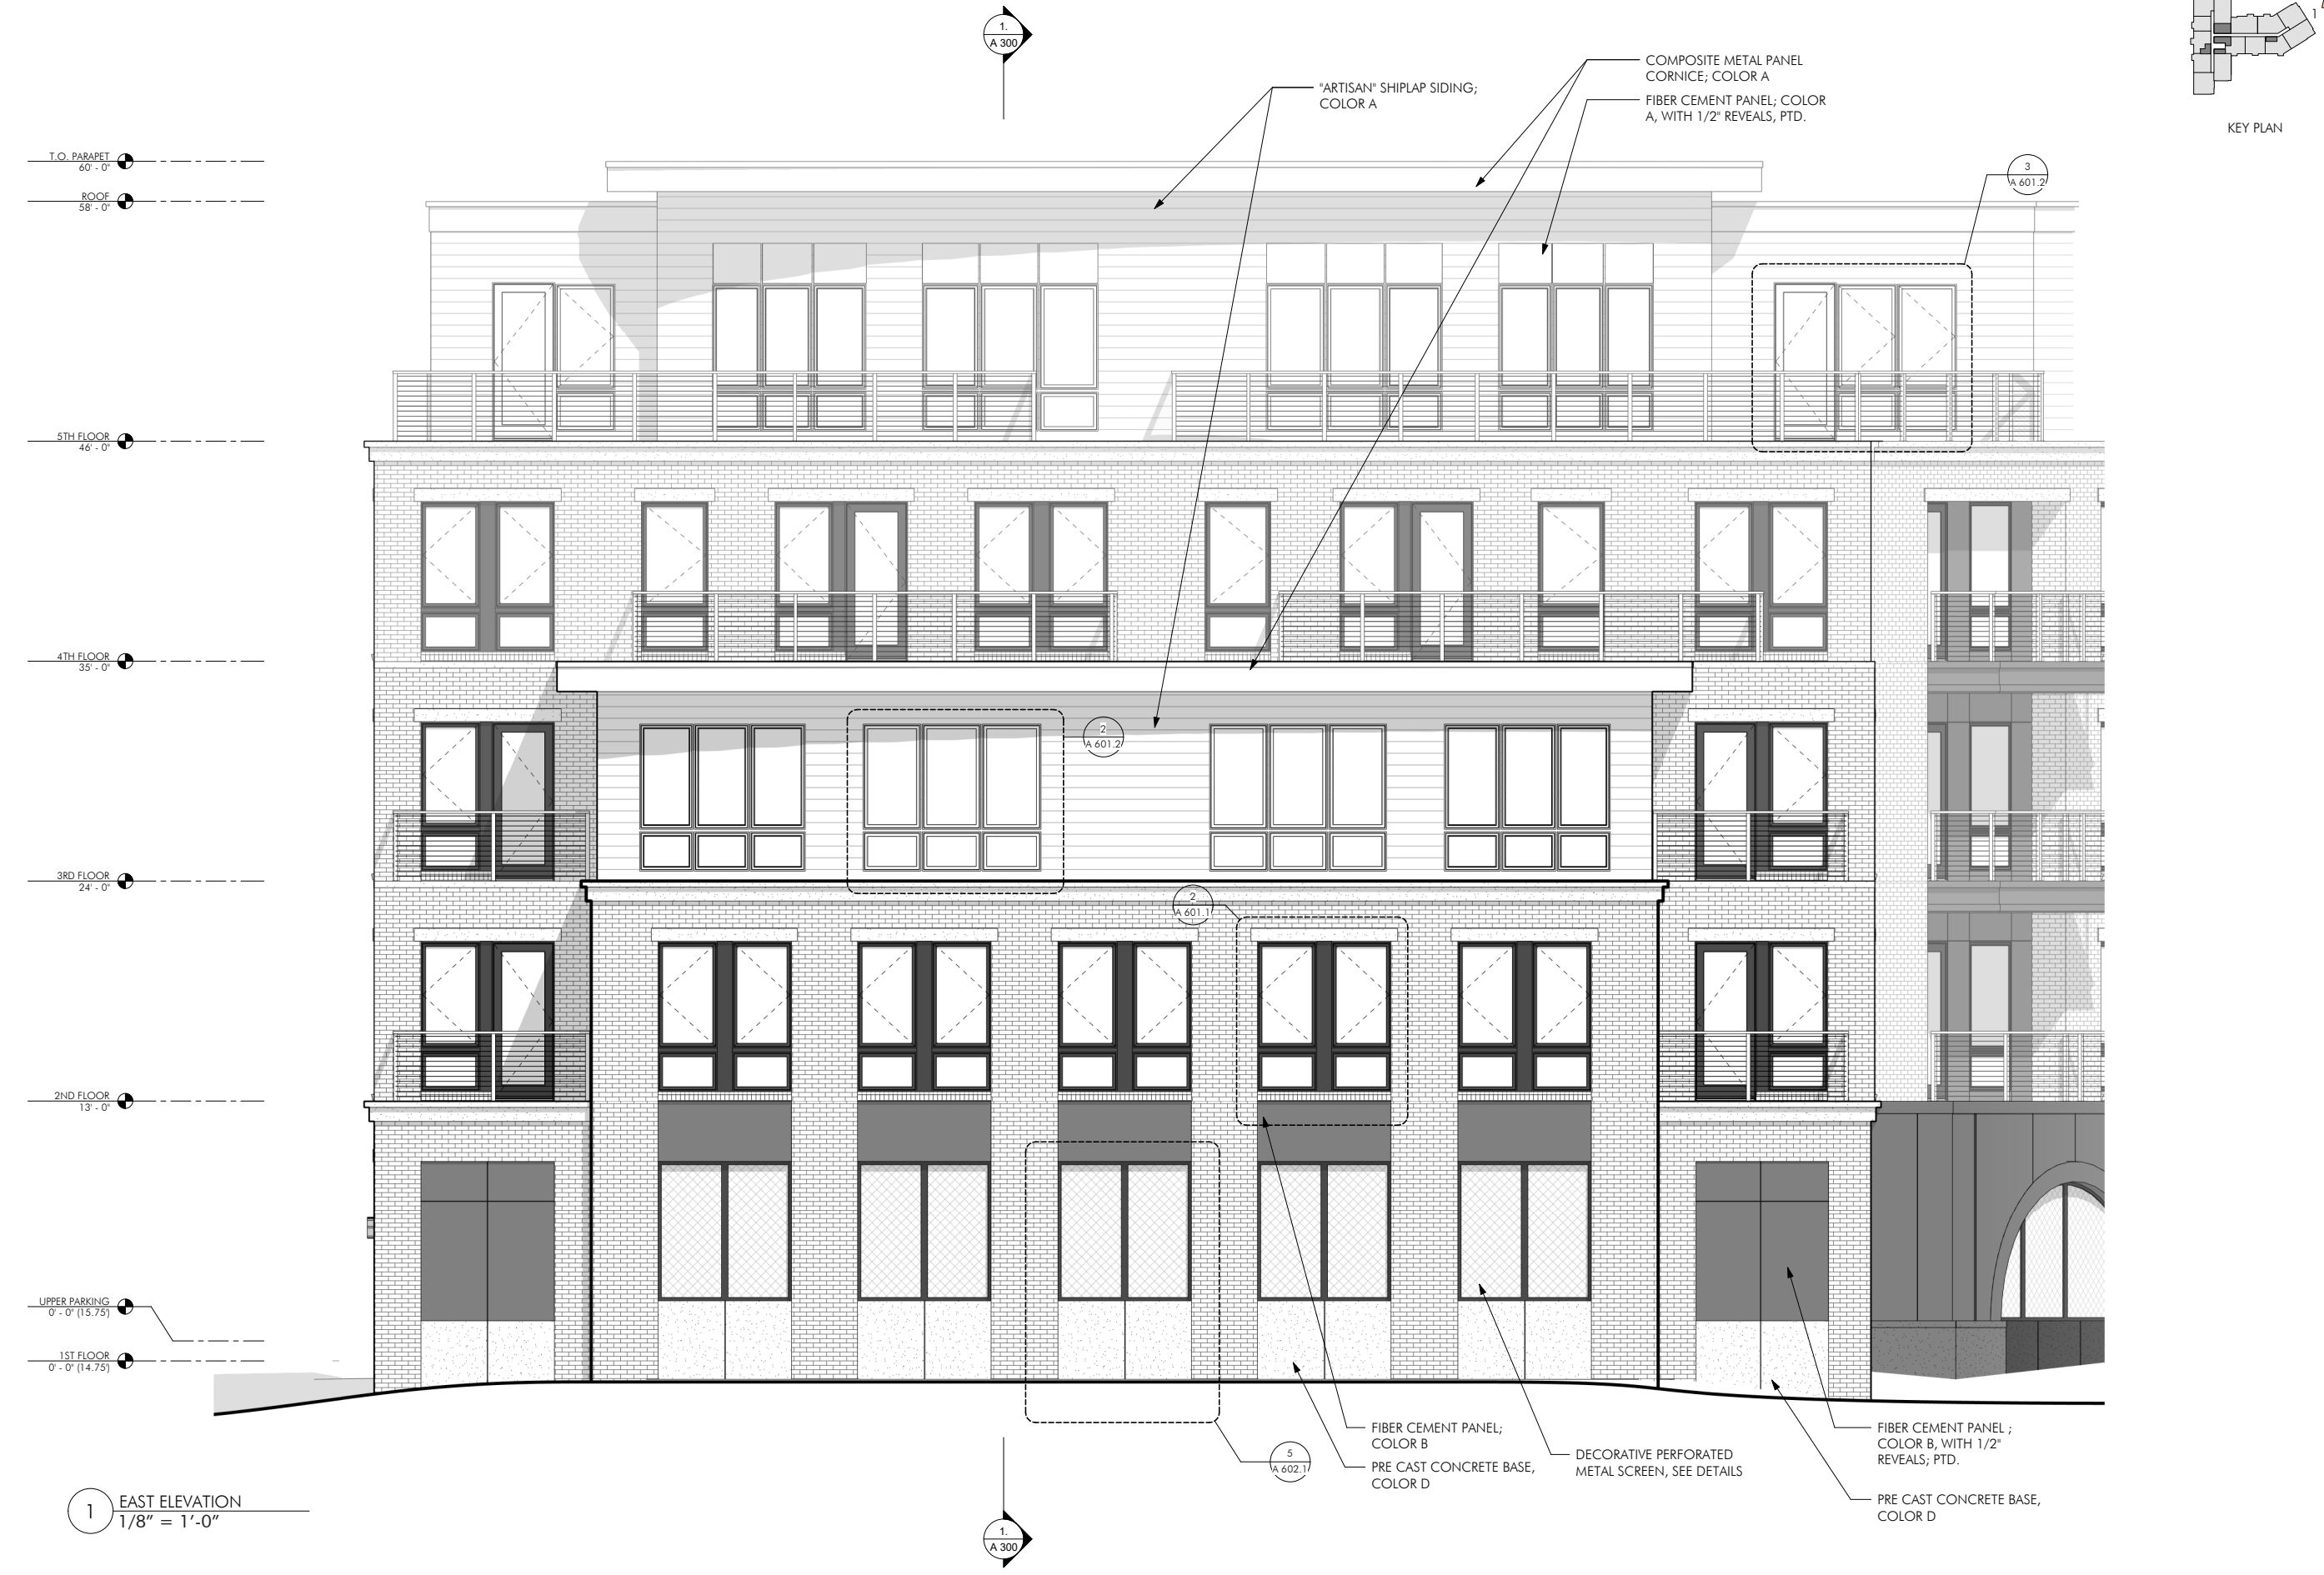 1.
A 300
1
KEY PLAN
COMPOSITE METAL PANEL
CORNICE; COLOR A
FIBER CEMENT PANEL; COLOR
A, WITH 1/2" REVEALS, PTD.
"ARTISAN" SHIPLAP SIDING;
COLOR A
3
A 601.2
T.O. PARAPET
60' - 0"
ROOF
58' - 0"
5TH FLOOR
46' - 0"
4TH FLOOR
35' - 0"
2
A 601.2
3RD FLOOR
24' - 0"
2
A 601.1
2ND FLOOR
13' - 0"
UPPER PARKING
0' - 0" (15.75')
1ST FLOOR
0' - 0" (14.75')
FIBER CEMENT PANEL;
COLOR B
PRE CAST CONCRETE BASE,
COLOR D
5
A 602.1
DECORATIVE PERFORATED
METAL SCREEN, SEE DETAILS
FIBER CEMENT PANEL ;
COLOR B, WITH 1/2"
REVEALS; PTD.
PRE CAST CONCRETE BASE,
COLOR D
1
EAST ELEVATION
1/8" = 1'-0"
1.
A 300